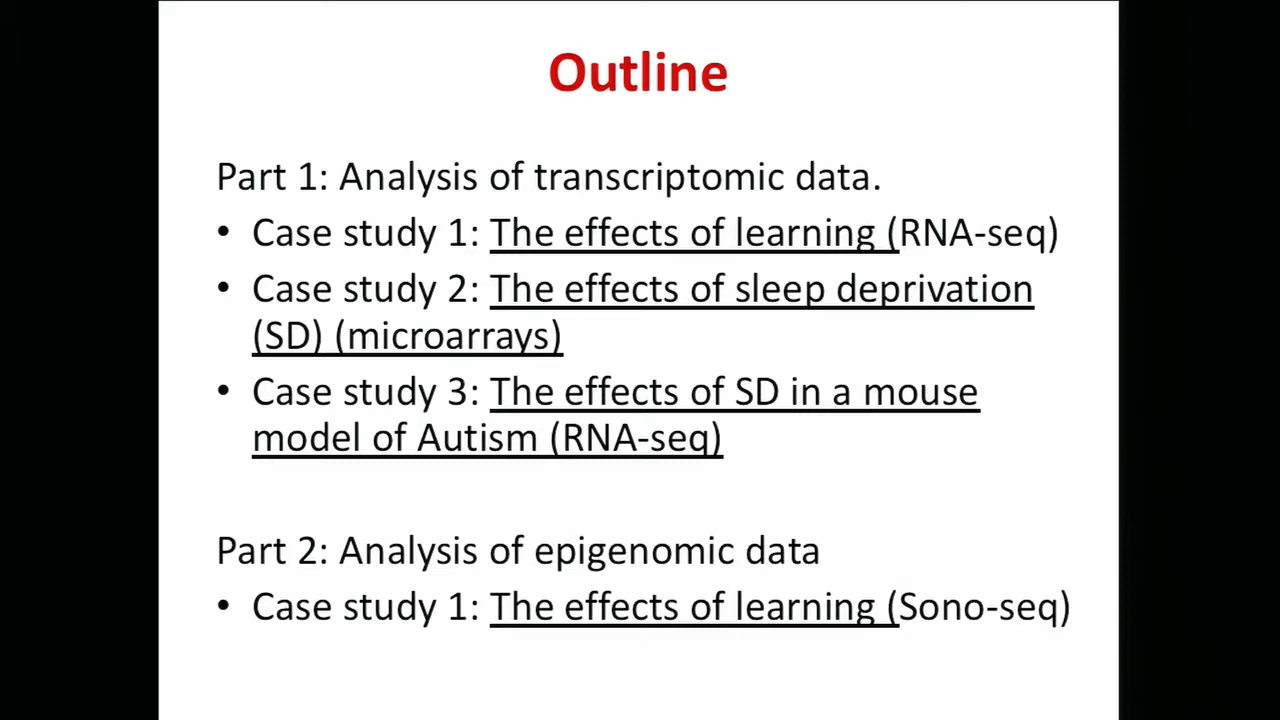 Outline
Part 1: Analysis of transcriptomic data.
• Case study 1: The effects of learning (RNA-seq)
• Case study 2: The effects of sleep deprivation
(SD) (microarrays)
• Case study 3: The effects of SD in a mouse
model of Autism (RNA-seq)
Part 2: Analysis of epigenomic data
• Case study 1: The effects of learning (Sono-seq)